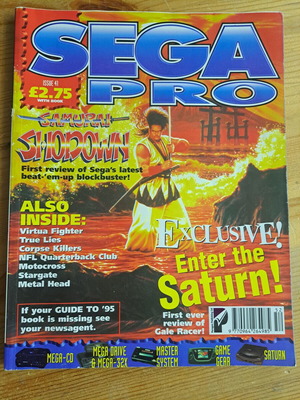 SEGA
PRO
ISSUE 41
£2.75
WITH BOOK
SAMURAI
SHODOWN
First review of Sega's latest
beat-'em-up blockbuster!
ALSO
INSIDE:
Virtua Fighter
True Lies
Corpse Killers
NFL Quarterback Club
Motocross
Stargate
Metal Head
EXCLUSIVE!
Enter the
Saturn!
First ever
review of
Gale Racer!
If your GUIDE TO '95
book is missing see
your newsagent.
9 770964 264985
MEGA-CD
MEGA DRIVE
& MEGA-32X
MASTER
SYSTEM
GAME
GEAR
SATURN